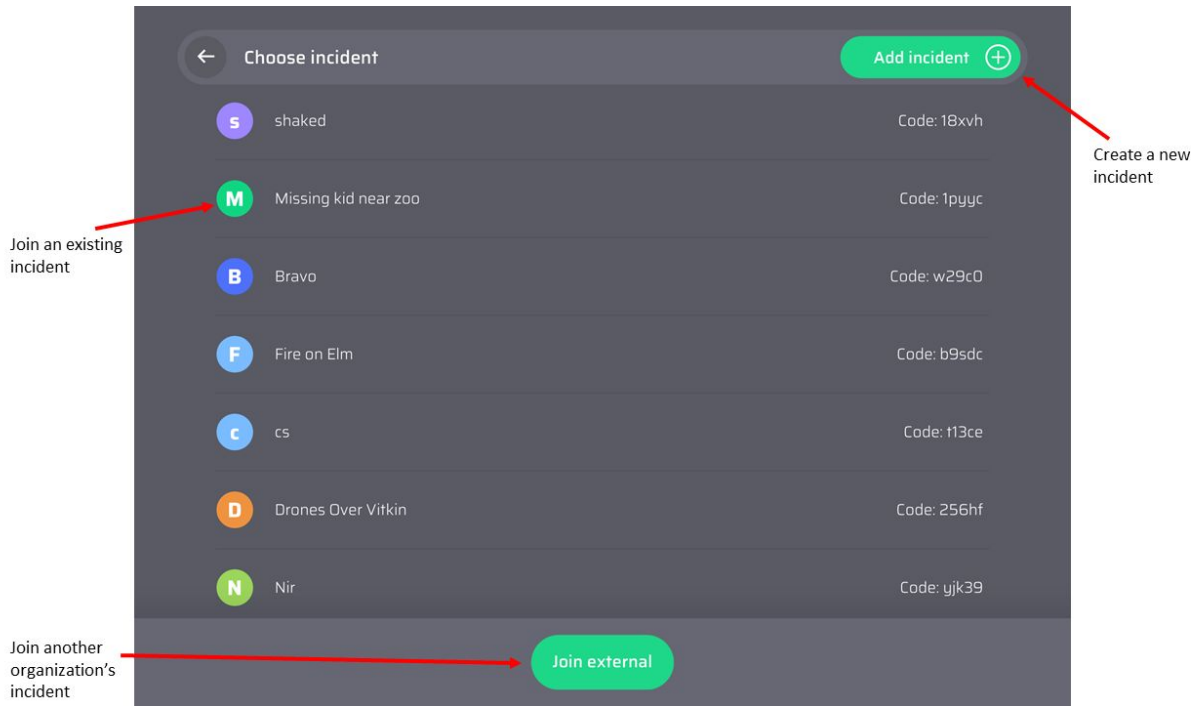 Choose incident
Add incident
shaked
Code: 18xvh
Create a new
incident
M
Missing kid near zoo
Code: 1pyyc
Join an existing
incident
B
Bravo
Code: w29c0
F
Fire on Elm
Code: b9sdc
c
cs
Code: t13ce
D
Drones Over Vitkin
Code: 256hf
N
Nir
Code: yjk39
Join another
organization's
incident
Join external